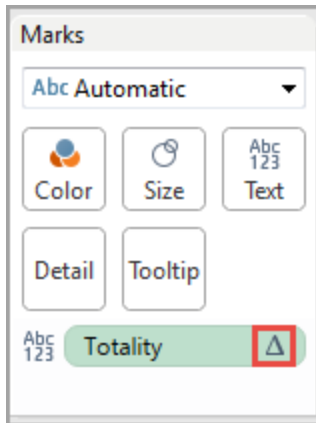 Marks
Abc Automatic
Color
Size
Abc
123
Text
Detail
Tooltip
Abc
123
Totality Δ